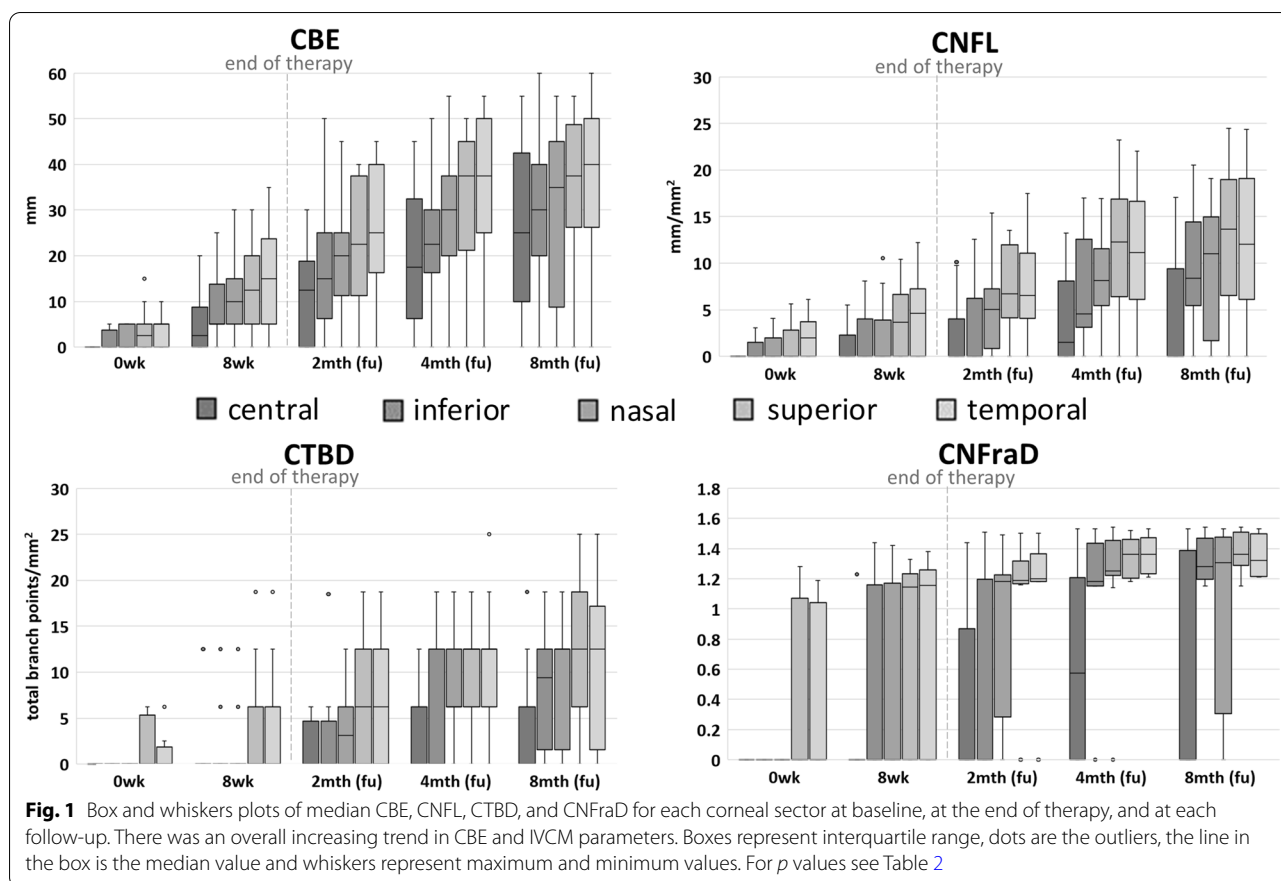 CBE
end of therapy
mm
60
50
40
30
20
10
0
0wk 8wk 2mth (fu) 4mth (fu) 8mth (fu)
CNFL
end of therapy
mm/mm²
30
25
20
15
10
5
0
0wk 8wk 2mth (fu) 4mth (fu) 8mth (fu)
central inferior nasal superior temporal
CTBD
end of therapy
total branch points/mm²
30
25
20
15
10
5
0
0wk 8wk 2mth (fu) 4mth (fu) 8mth (fu)
CNFraD
end of therapy
1.8
1.6
1.4
1.2
1
0.8
0.6
0.4
0.2
0
0wk 8wk 2mth (fu) 4mth (fu) 8mth (fu)
Fig. 1 Box and whiskers plots of median CBE, CNFL, CTBD, and CNFraD for each corneal sector at baseline, at the end of therapy, and at each
follow-up. There was an overall increasing trend in CBE and IVCM parameters. Boxes represent interquartile range, dots are the outliers, the line in
the box is the median value and whiskers represent maximum and minimum values. For p values see Table 2